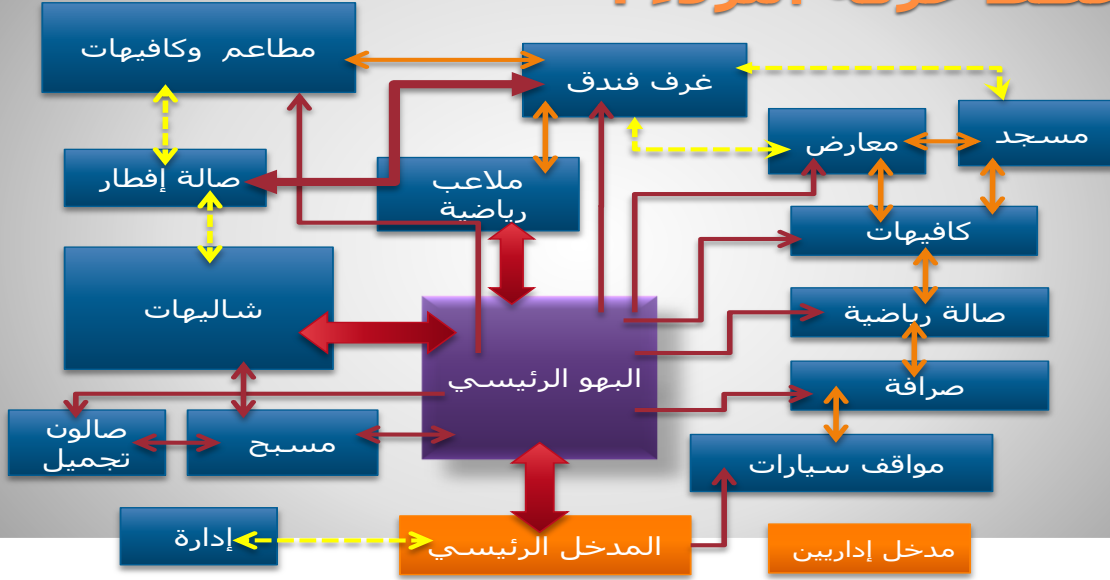 مطاعم وكافيهات
غرف فندق
معارض
مسجد
صالة إفطار
ملاعب
رياضية
كافيهات
شاليهات
صالة رياضية
البهو الرئيسي
صرافة
صالون
تجميل
مسبح
مواقف سيارات
إدارة
المدخل الرئيسي
مدخل إداريين